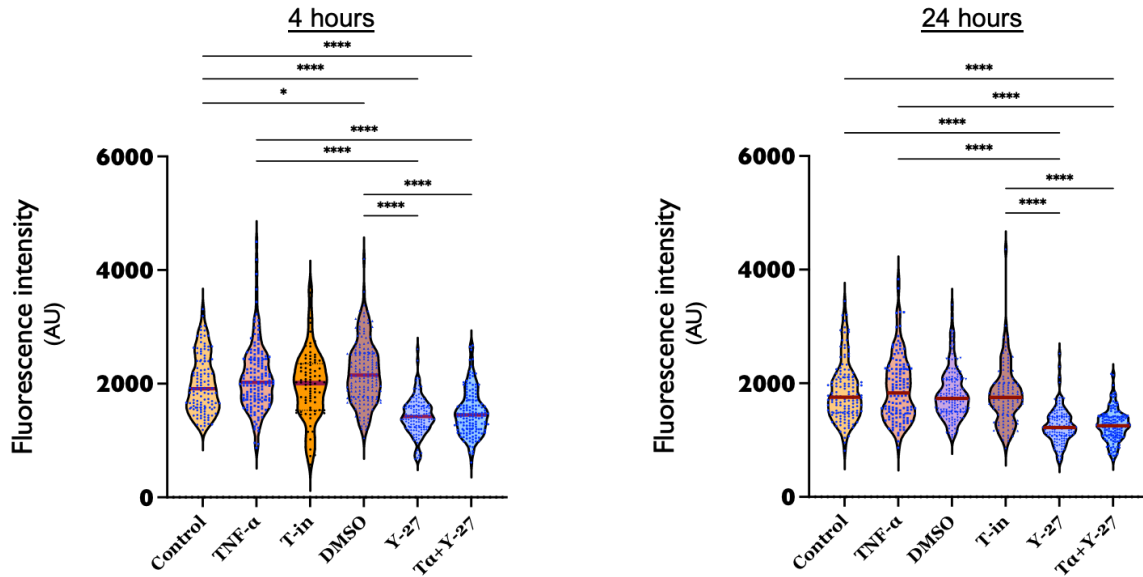 4 hours
****
****
*
****
****
****
****
6000
4000
2000
0
Fluorescence intensity
(AU)
Control
TNF-α
T-in
DMSO
Y-27
Tα+Y-27
24 hours
****
****
****
****
****
****
6000
4000
2000
0
Fluorescence intensity
(AU)
Control
TNF-α
DMSO
T-in
Y-27
Tα+Y-27